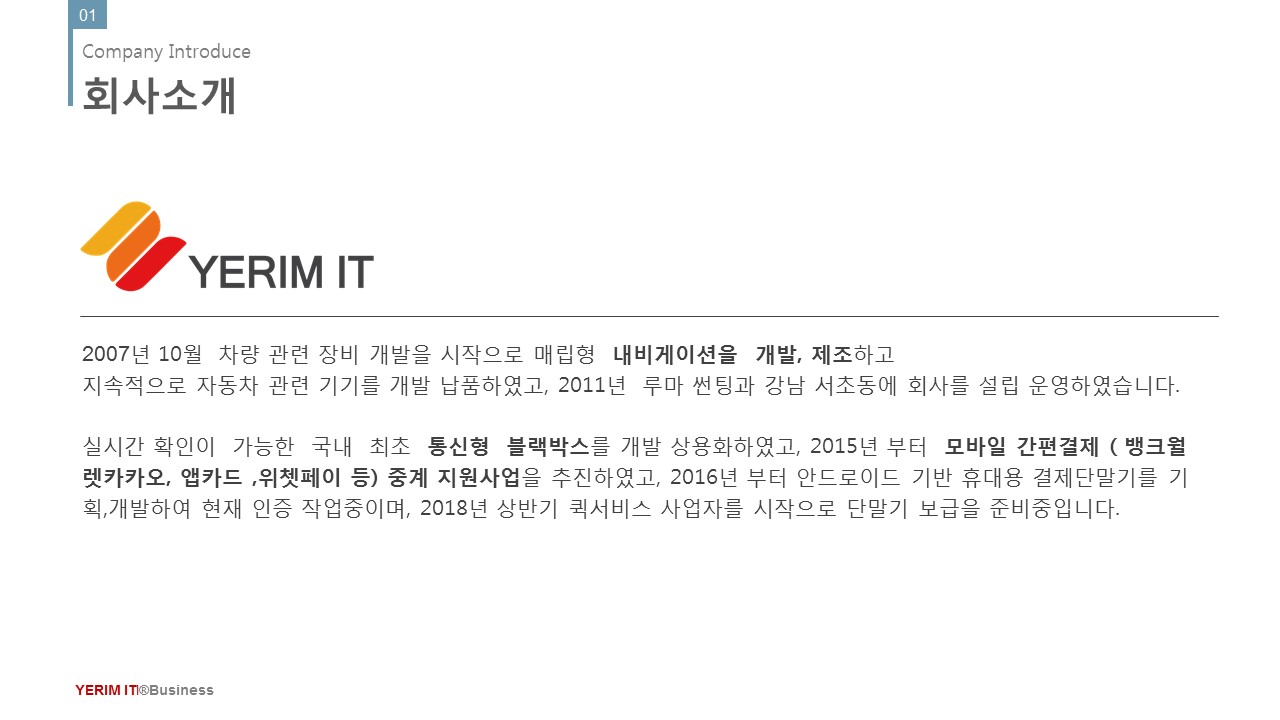 01
Company Introduce
회사소개
YERIM IT
2007년 10월 차량 관련 장비 개발을 시작으로 매립형 내비게이션을 개발, 제조하고
지속적으로 자동차 관련 기기를 개발 납품하였고, 2011년 루마 썬팅과 강남 서초동에 회사를 설립 운영하였습니다.
실시간 확인이 가능한 국내 최초 통신형 블랙박스를 개발 상용화하였고, 2015년 부터 모바일 간편결제 ( 뱅크월
렛카카오, 앱카드 ,위쳇페이 등) 중계 지원사업을 추진하였고, 2016년 부터 안드로이드 기반 휴대용 결제단말기를 기
획,개발하여 현재 인증 작업중이며, 2018년 상반기 퀵서비스 사업자를 시작으로 단말기 보급을 준비중입니다.
YERIM IT|®Business